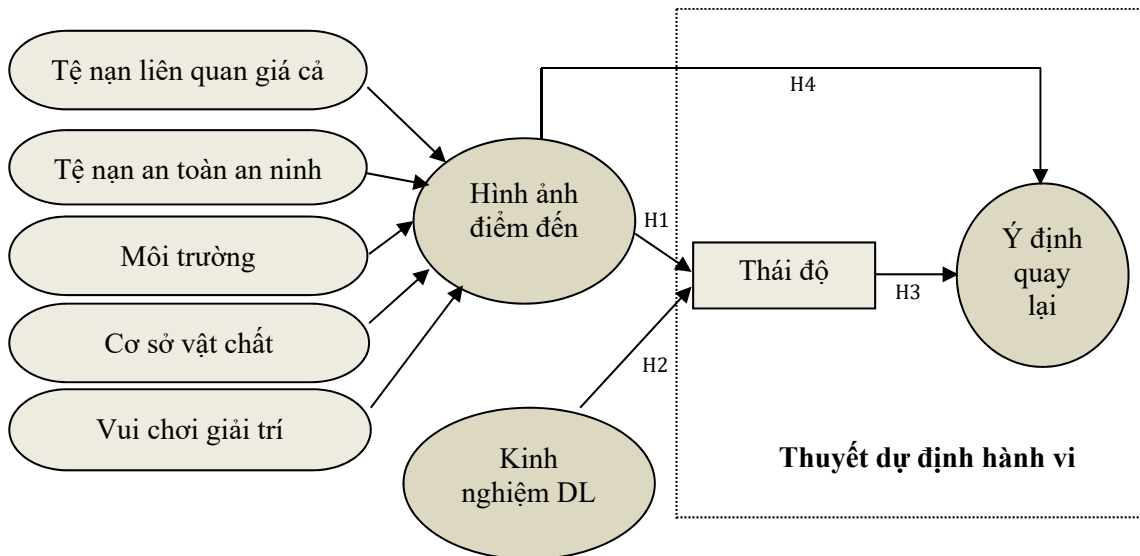 Tệ nạn liên quan giá cả
Tệ nạn an toàn an ninh
Môi trường
Cơ sở vật chất
Vui chơi giải trí
Hình ảnh
điểm đến
Kinh
nghiệm DL
H1
H2
Thái độ
H3
H4
Ý định
quay
lại
Thuyết dự định hành vi